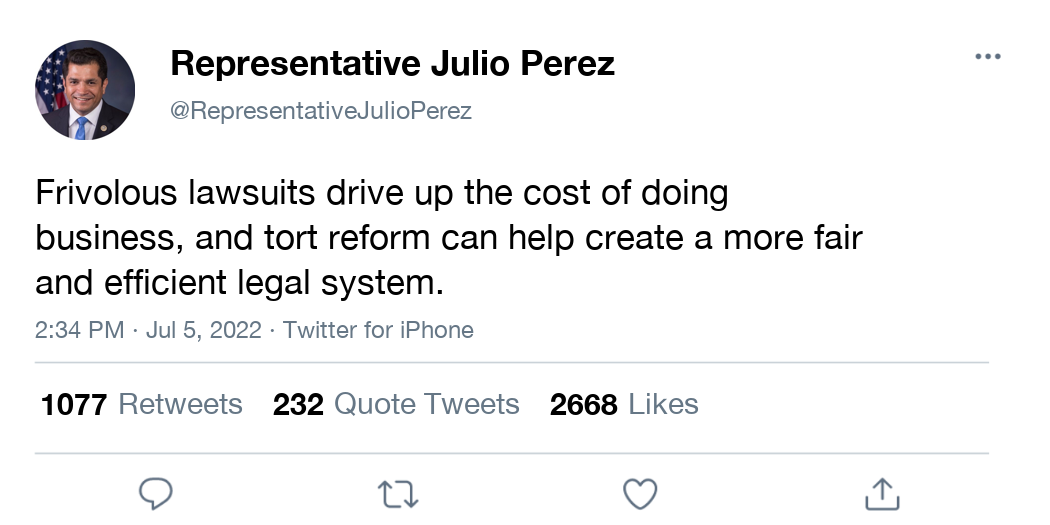 Representative Julio Perez
@RepresentativeJulioPerez
Frivolous lawsuits drive up the cost of doing
business, and tort reform can help create a more fair
and efficient legal system.
2:34 PM · Jul 5, 2022 · Twitter for iPhone
1077 Retweets 232 Quote Tweets 2668 Likes